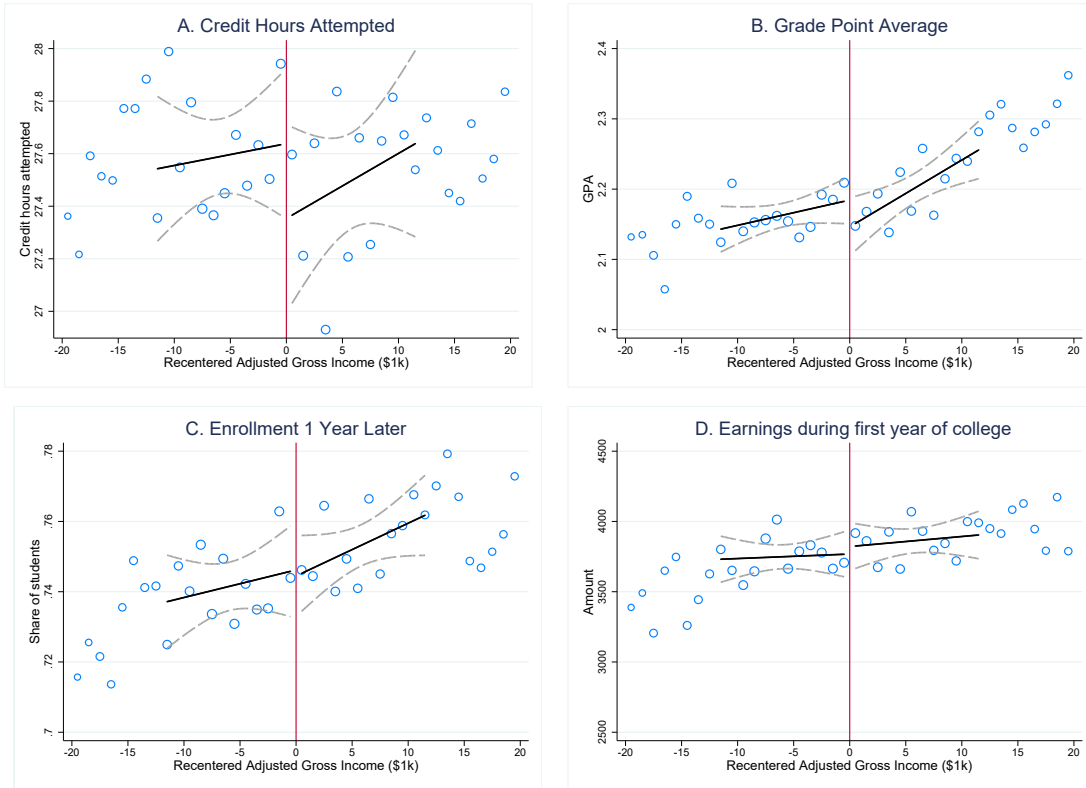 A. Credit Hours Attempted
Credit hours attempted
28
27.8
27.6
27.4
27.2
27
-20 -15 -10 -5 0 5 10 15 20
Recentered Adjusted Gross Income ($1k)
B. Grade Point Average
GPA
2.4
2.3
2.2
2.1
2
-20 -15 -10 -5 0 5 10 15 20
Recentered Adjusted Gross Income ($1k)
C. Enrollment 1 Year Later
Share of students
.78
.76
.74
.72
.7
-20 -15 -10 -5 0 5 10 15 20
Recentered Adjusted Gross Income ($1k)
D. Earnings during first year of college
Amount
4500
4000
3500
3000
2500
-20 -15 -10 -5 0 5 10 15 20
Recentered Adjusted Gross Income ($1k)